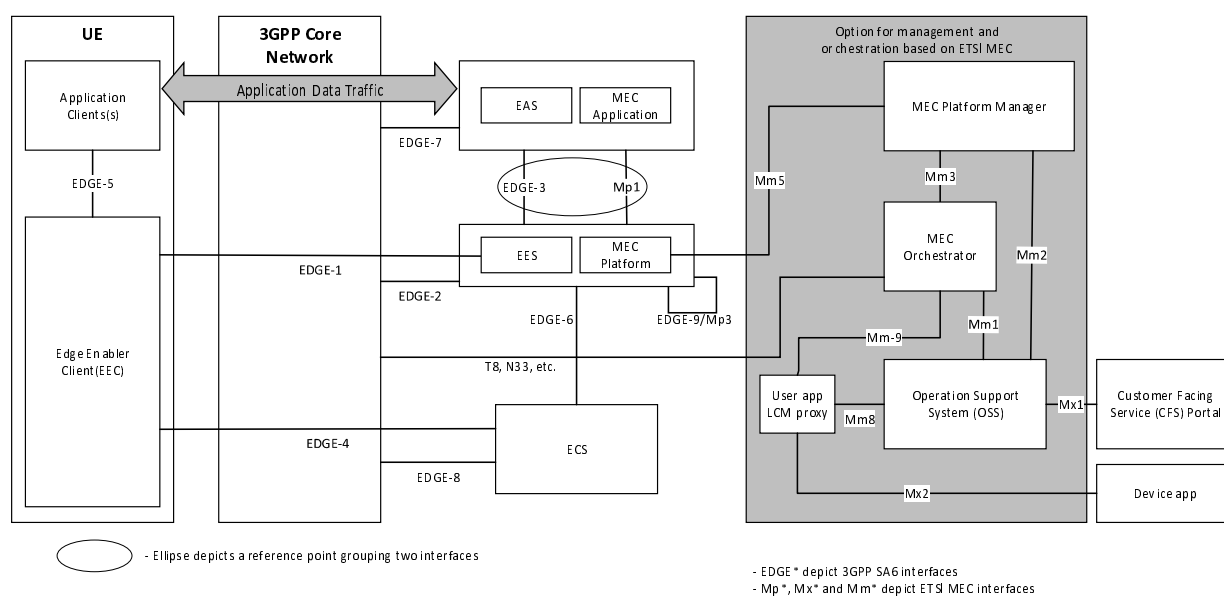 UE
3GPP Core
Network
Option for management and
orchestration based on ETSI MEC
Application
Clients(s)
Application Data Traffic
EAS
MEC
Application
MEC Platform Manager
EDGE-7
EDGE-5
EDGE-3
Mp1
Mm5
Mm3
EES
MEC
Platform
MEC
Orchestrator
Mm2
EDGE-1
EDGE-2
EDGE-6
EDGE-9/Mp3
Mm1
Mm-9
Edge Enabler
Client(EEC)
T8, N33, etc.
User app
LCM proxy
Mm8
Operation Support
System (OSS)
Mx1
Customer Facing
Service (CFS) Portal
EDGE-4
ECS
EDGE-8
Mx2
Device app
- Ellipse depicts a reference point grouping two interfaces
- EDGE* depict 3GPP SA6 interfaces
- Mp*, Mx* and Mm* depict ETSI MEC interfaces